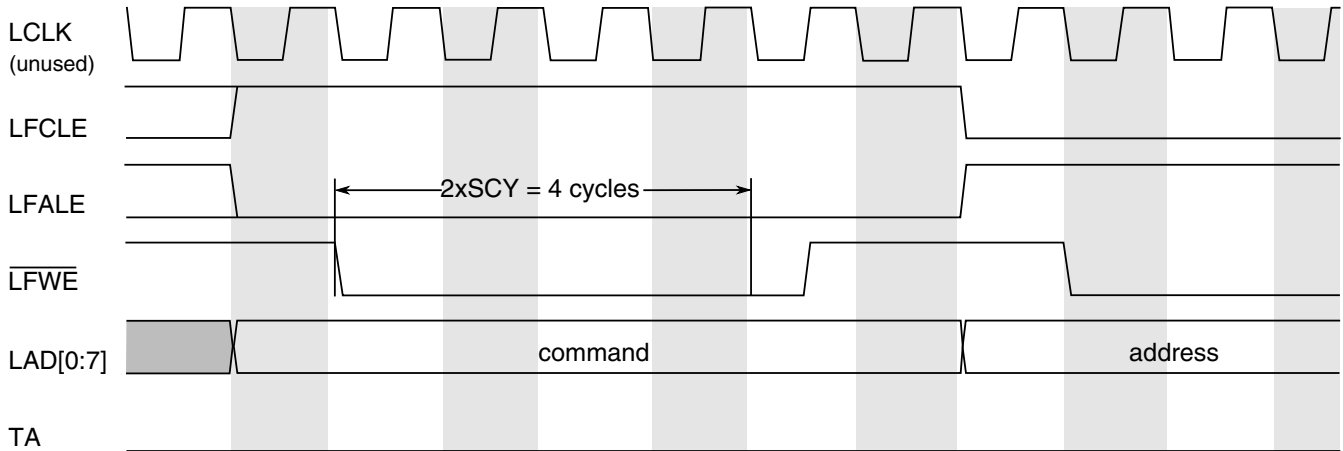 LCLK
(unused)
LFCLE
2xSCY = 4 cycles
LFALE
LFWE
command
address
LAD[0:7]
TA